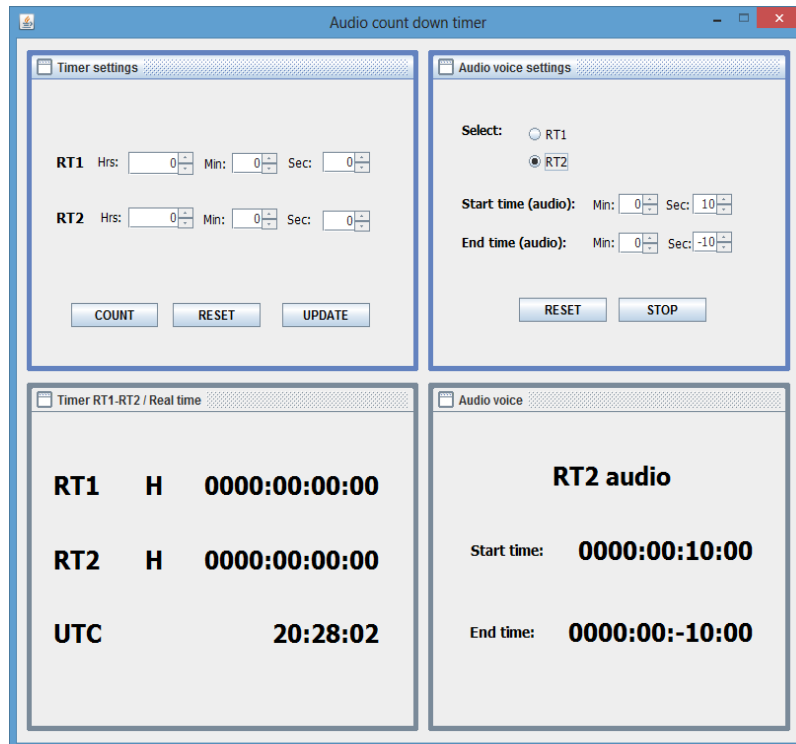 Audio count down timer
Timer settings
RT1 Hrs: 0 Min: 0 Sec: 0
RT2 Hrs: 0 Min: 0 Sec: 0
COUNT RESET UPDATE
Audio voice settings
Select: RT1
RT2
Start time (audio): Min: 0 Sec: 10
End time (audio): Min: 0 Sec: -10
RESET STOP
Timer RT1-RT2 / Real time
RT1 H 0000:00:00:00
RT2 H 0000:00:00:00
UTC 20:28:02
Audio voice
RT2 audio
Start time: 0000:00:10:00
End time: 0000:00:-10:00